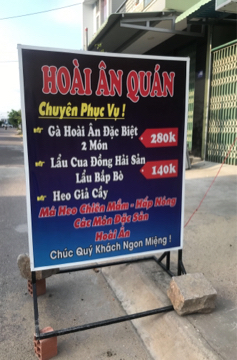 HOÀI ÂN QUÁN
Chuyên Phục Vụ !
Gà Hoài Ân Đặc Biệt
2 Món
280k
Lẩu Cua Đồng Hải Sản
Lẩu Bắp Bò
140k
Heo Giả Cầy
Má Heo Chiên Mắm - Hấp Nóng
Các Món Đặc Sản
Hoài Ân
Chúc Quý Khách Ngon Miệng !